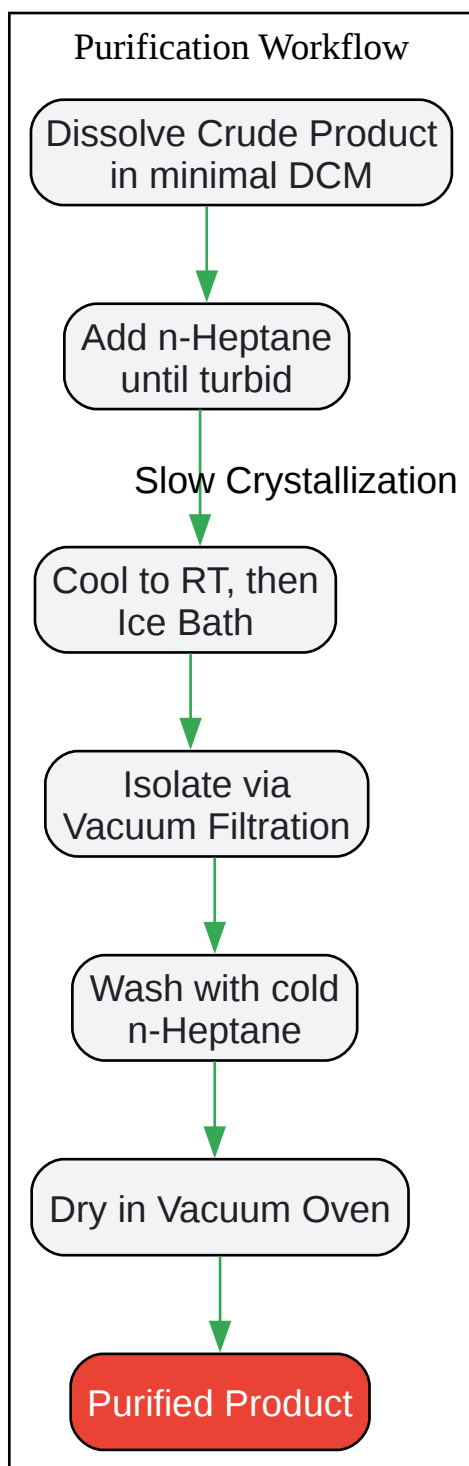 Purification Workflow
Dissolve Crude Product
in minimal DCM
Add n-Heptane
until turbid
Slow Crystallization
Cool to RT, then
Ice Bath
Isolate via
Vacuum Filtration
Wash with cold
n-Heptane
Dry in Vacuum Oven
Purified Product